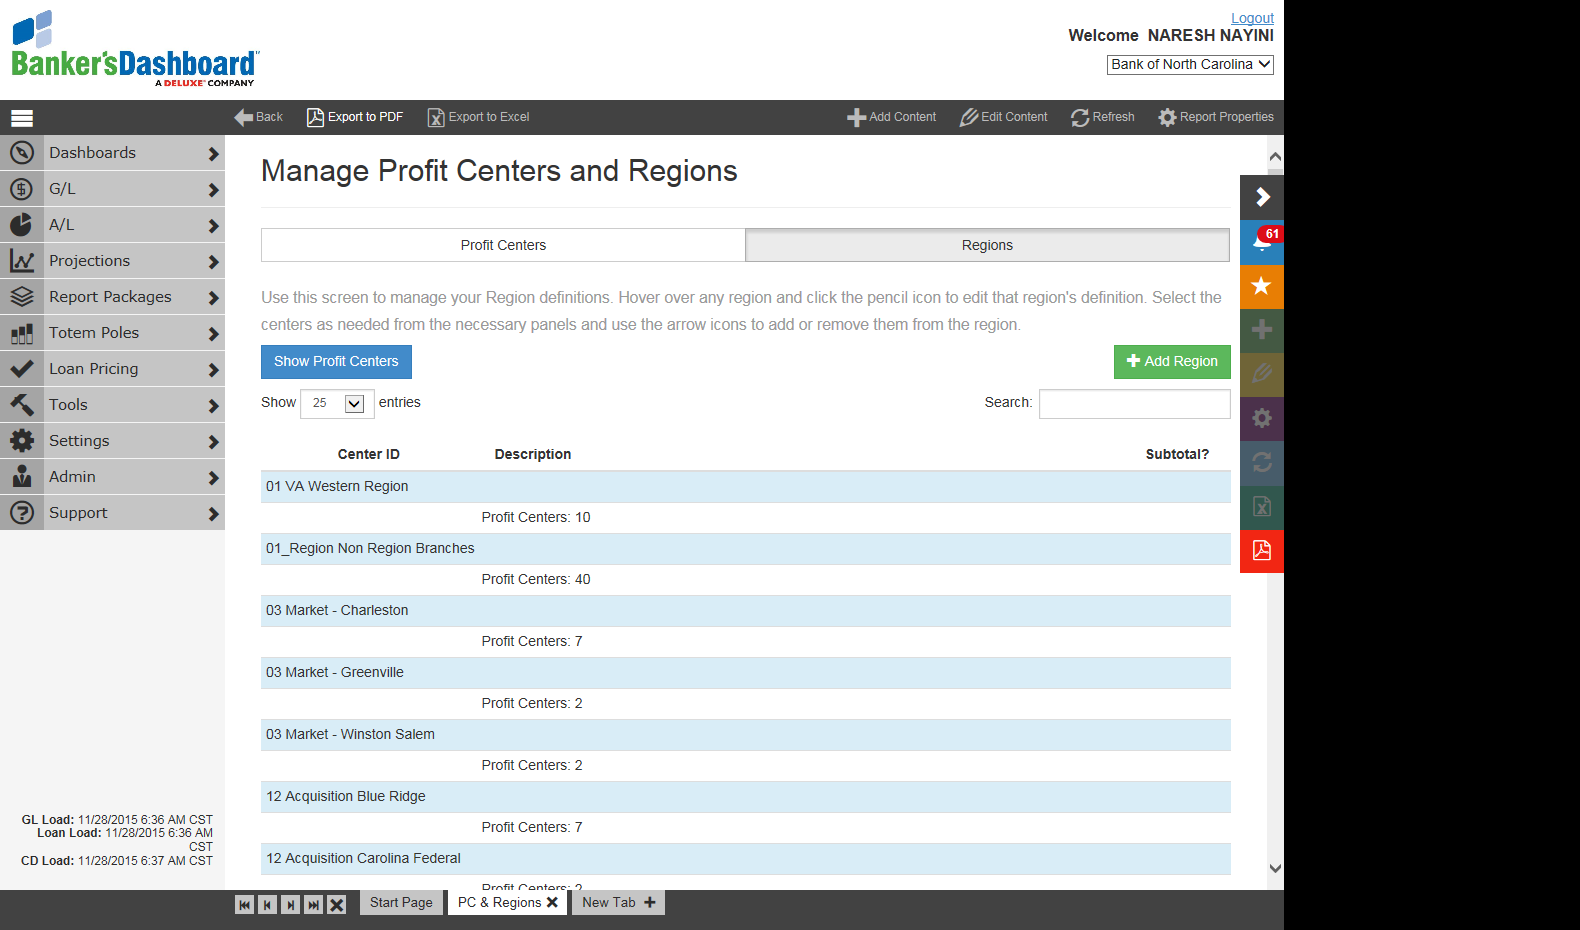 Logout
Welcome NARESH NAYINI
Bank of North Carolina
Banker'sDashboard
A DELUXE COMPANY
Back Export to PDF Export to Excel Add Content Edit Content Refresh Report Properties
Dashboards
G/L
A/L
Projections
Report Packages
Totem Poles
Loan Pricing
Tools
Settings
Admin
Support
GL Load: 11/28/2015 6:36 AM CST
Loan Load: 11/28/2015 6:36 AM
CST
CD Load: 11/28/2015 6:37 AM CST
Manage Profit Centers and Regions
Profit Centers Regions
Use this screen to manage your Region definitions. Hover over any region and click the pencil icon to edit that region's definition. Select the
centers as needed from the necessary panels and use the arrow icons to add or remove them from the region.
Show Profit Centers Add Region
Show 25 entries Search:
Center ID Description Subtotal?
01 VA Western Region
Profit Centers: 10
01_Region Non Region Branches
Profit Centers: 40
03 Market - Charleston
Profit Centers: 7
03 Market - Greenville
Profit Centers: 2
03 Market - Winston Salem
Profit Centers: 2
12 Acquisition Blue Ridge
Profit Centers: 7
12 Acquisition Carolina Federal
Profit Centers: 2
61
Start Page PC & Regions New Tab